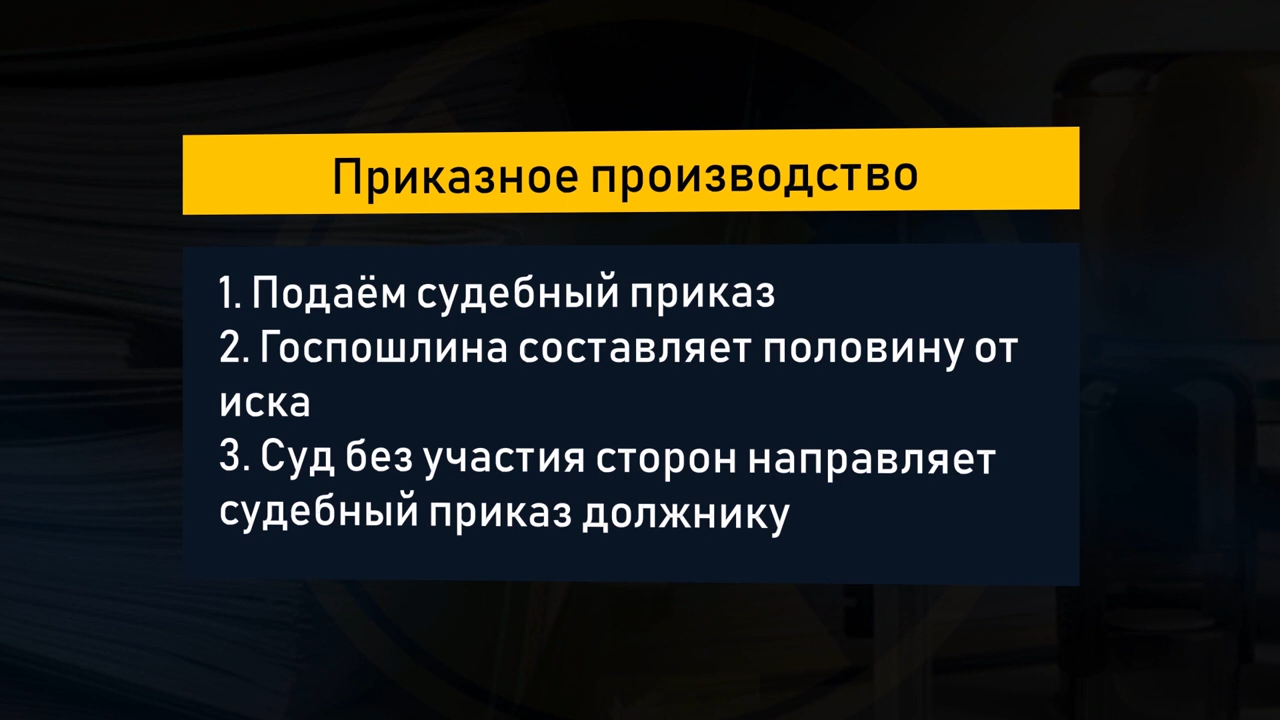 Приказное производство
1. Подаём судебный приказ
2. Госпошлина составляет половину от
иска
3. Суд без участия сторон направляет
судебный приказ должнику